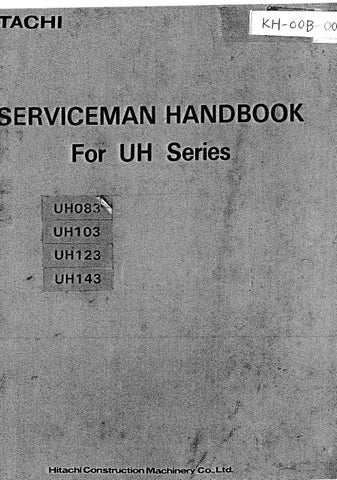 TACHI
KH-00B-00
SERVICEMAN HANDBOOK
For UH Series
UH083
UH103
UH123
UH143
Hitachi Construction Machinery Co., Ltd.